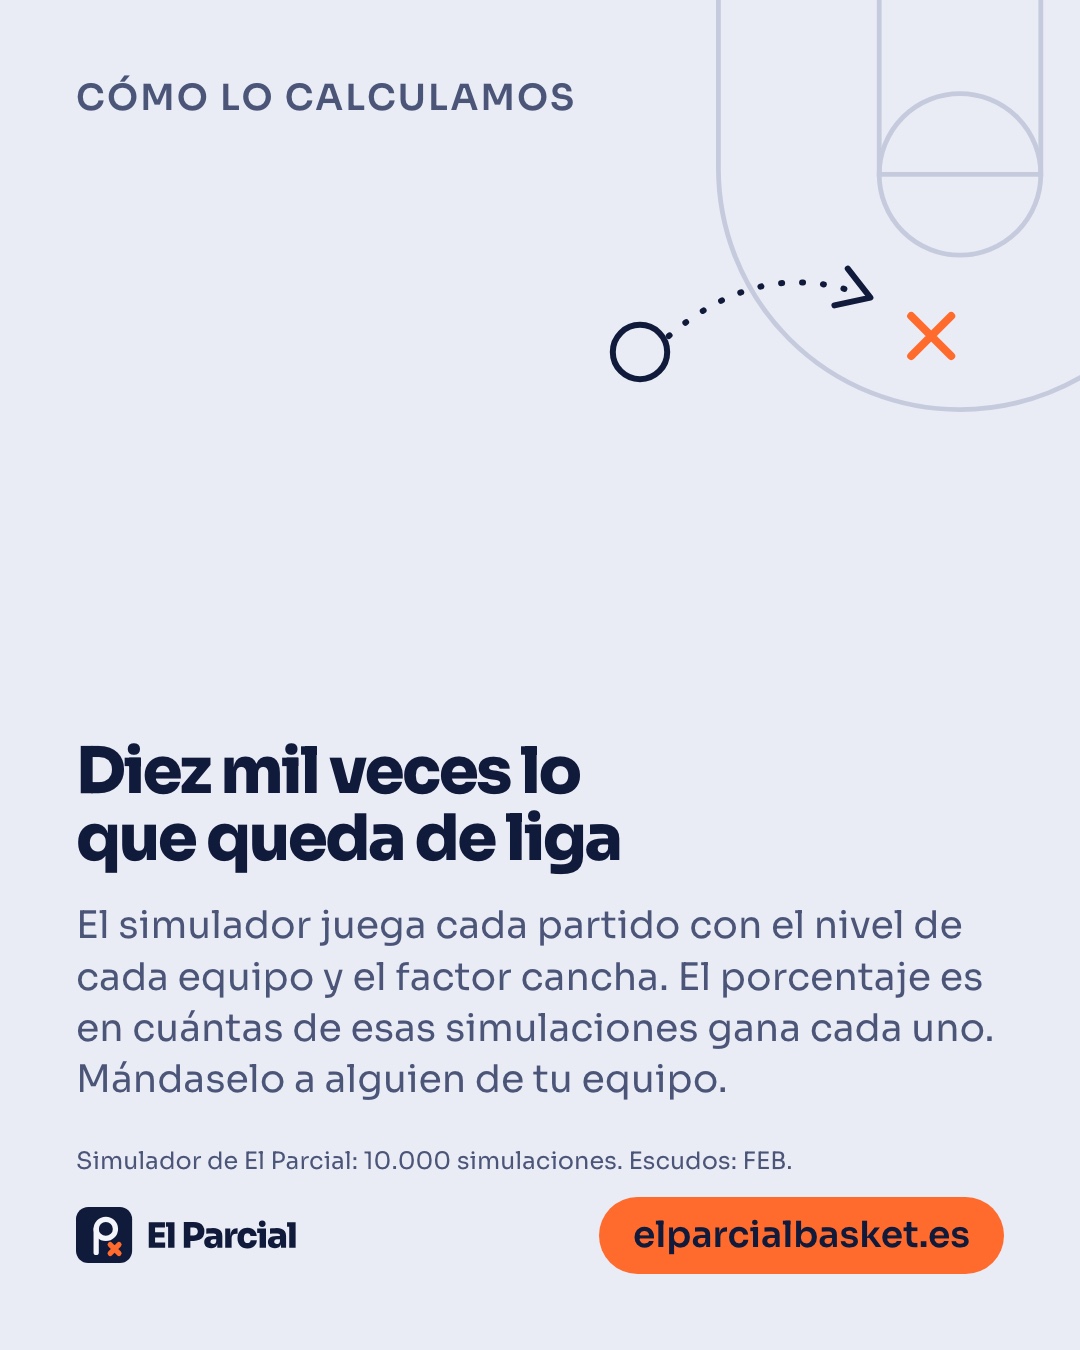 CÓMO LO CALCULAMOS
Diez mil veces lo
que queda de liga
El simulador juega cada partido con el nivel de
cada equipo y el factor cancha. El porcentaje es
en cuántas de esas simulaciones gana cada uno.
Mándaselo a alguien de tu equipo.
Simulador de El Parcial: 10.000 simulaciones. Escudos: FEB.
El Parcial
elparcialbasket.es